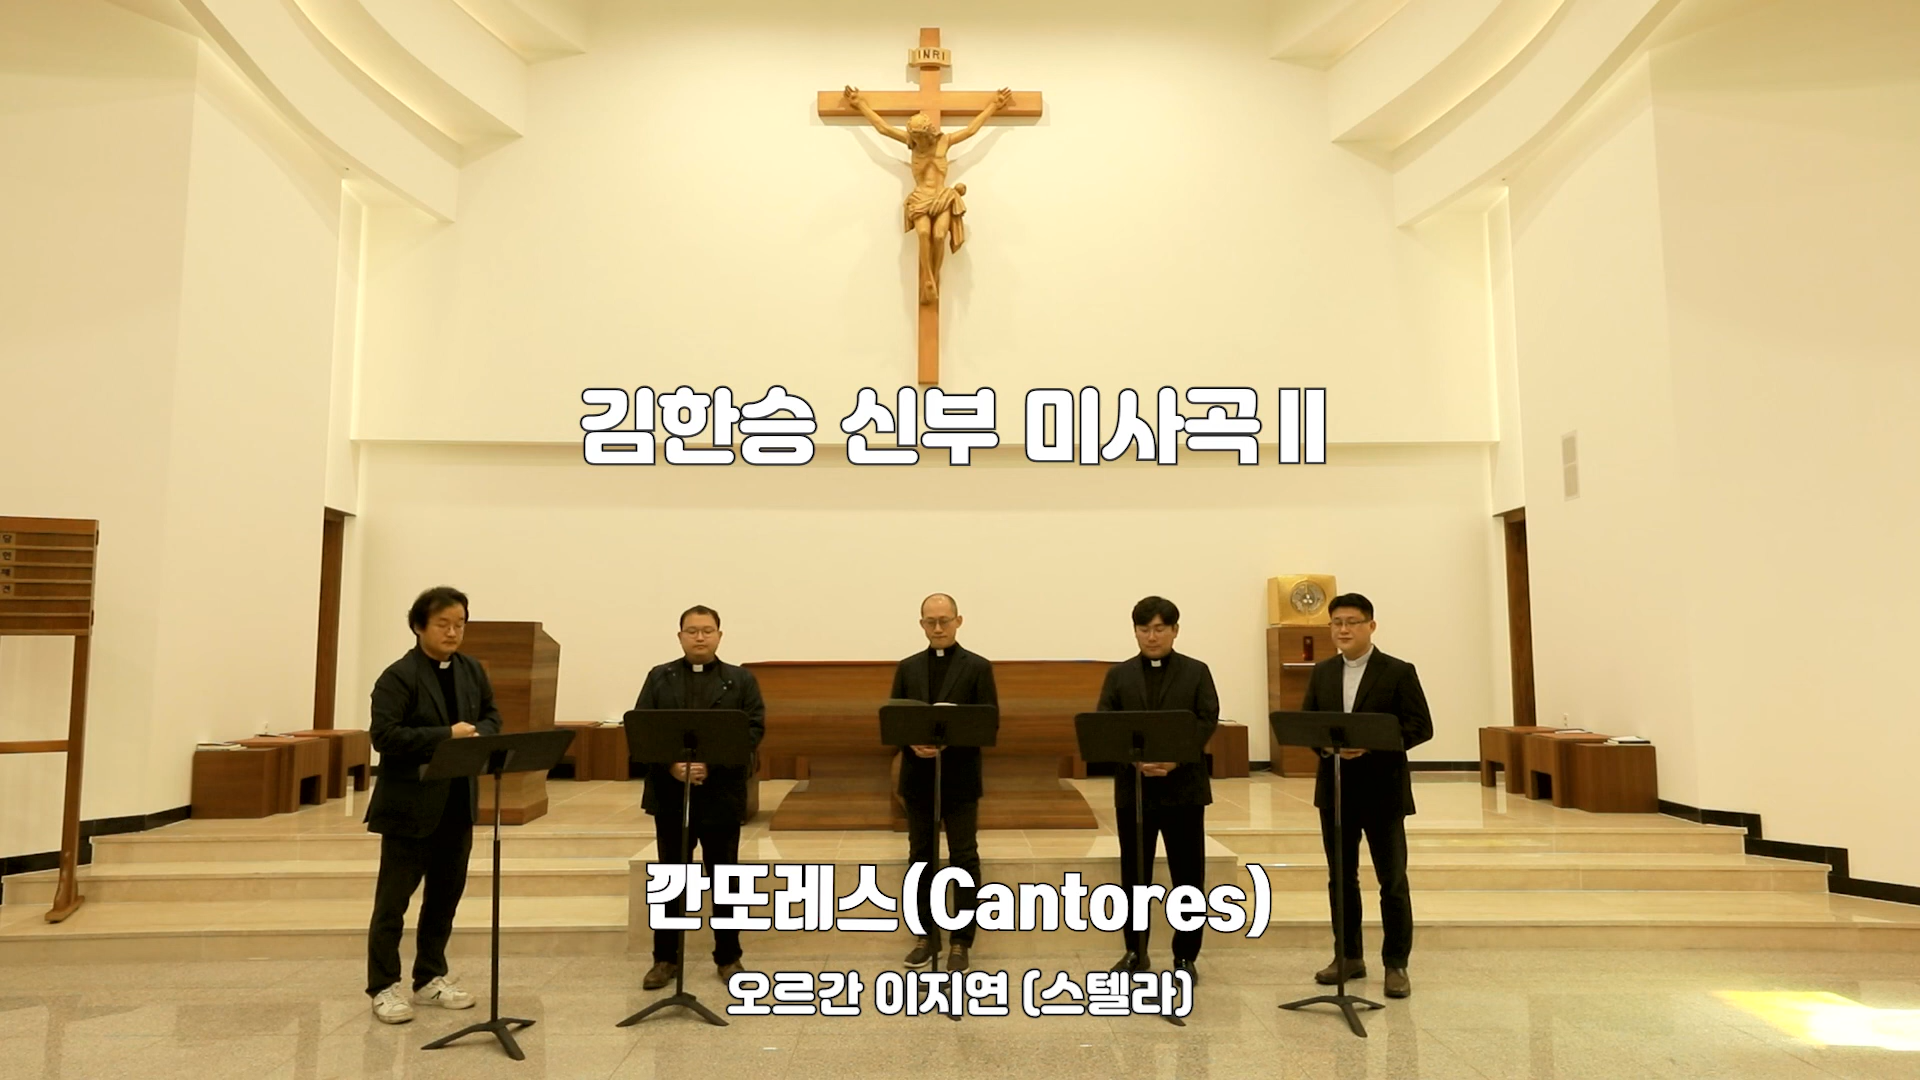 INRI
김한승 신부 미사곡 II
깐또레스(Cantores)
오르간 이지연 (스텔라)